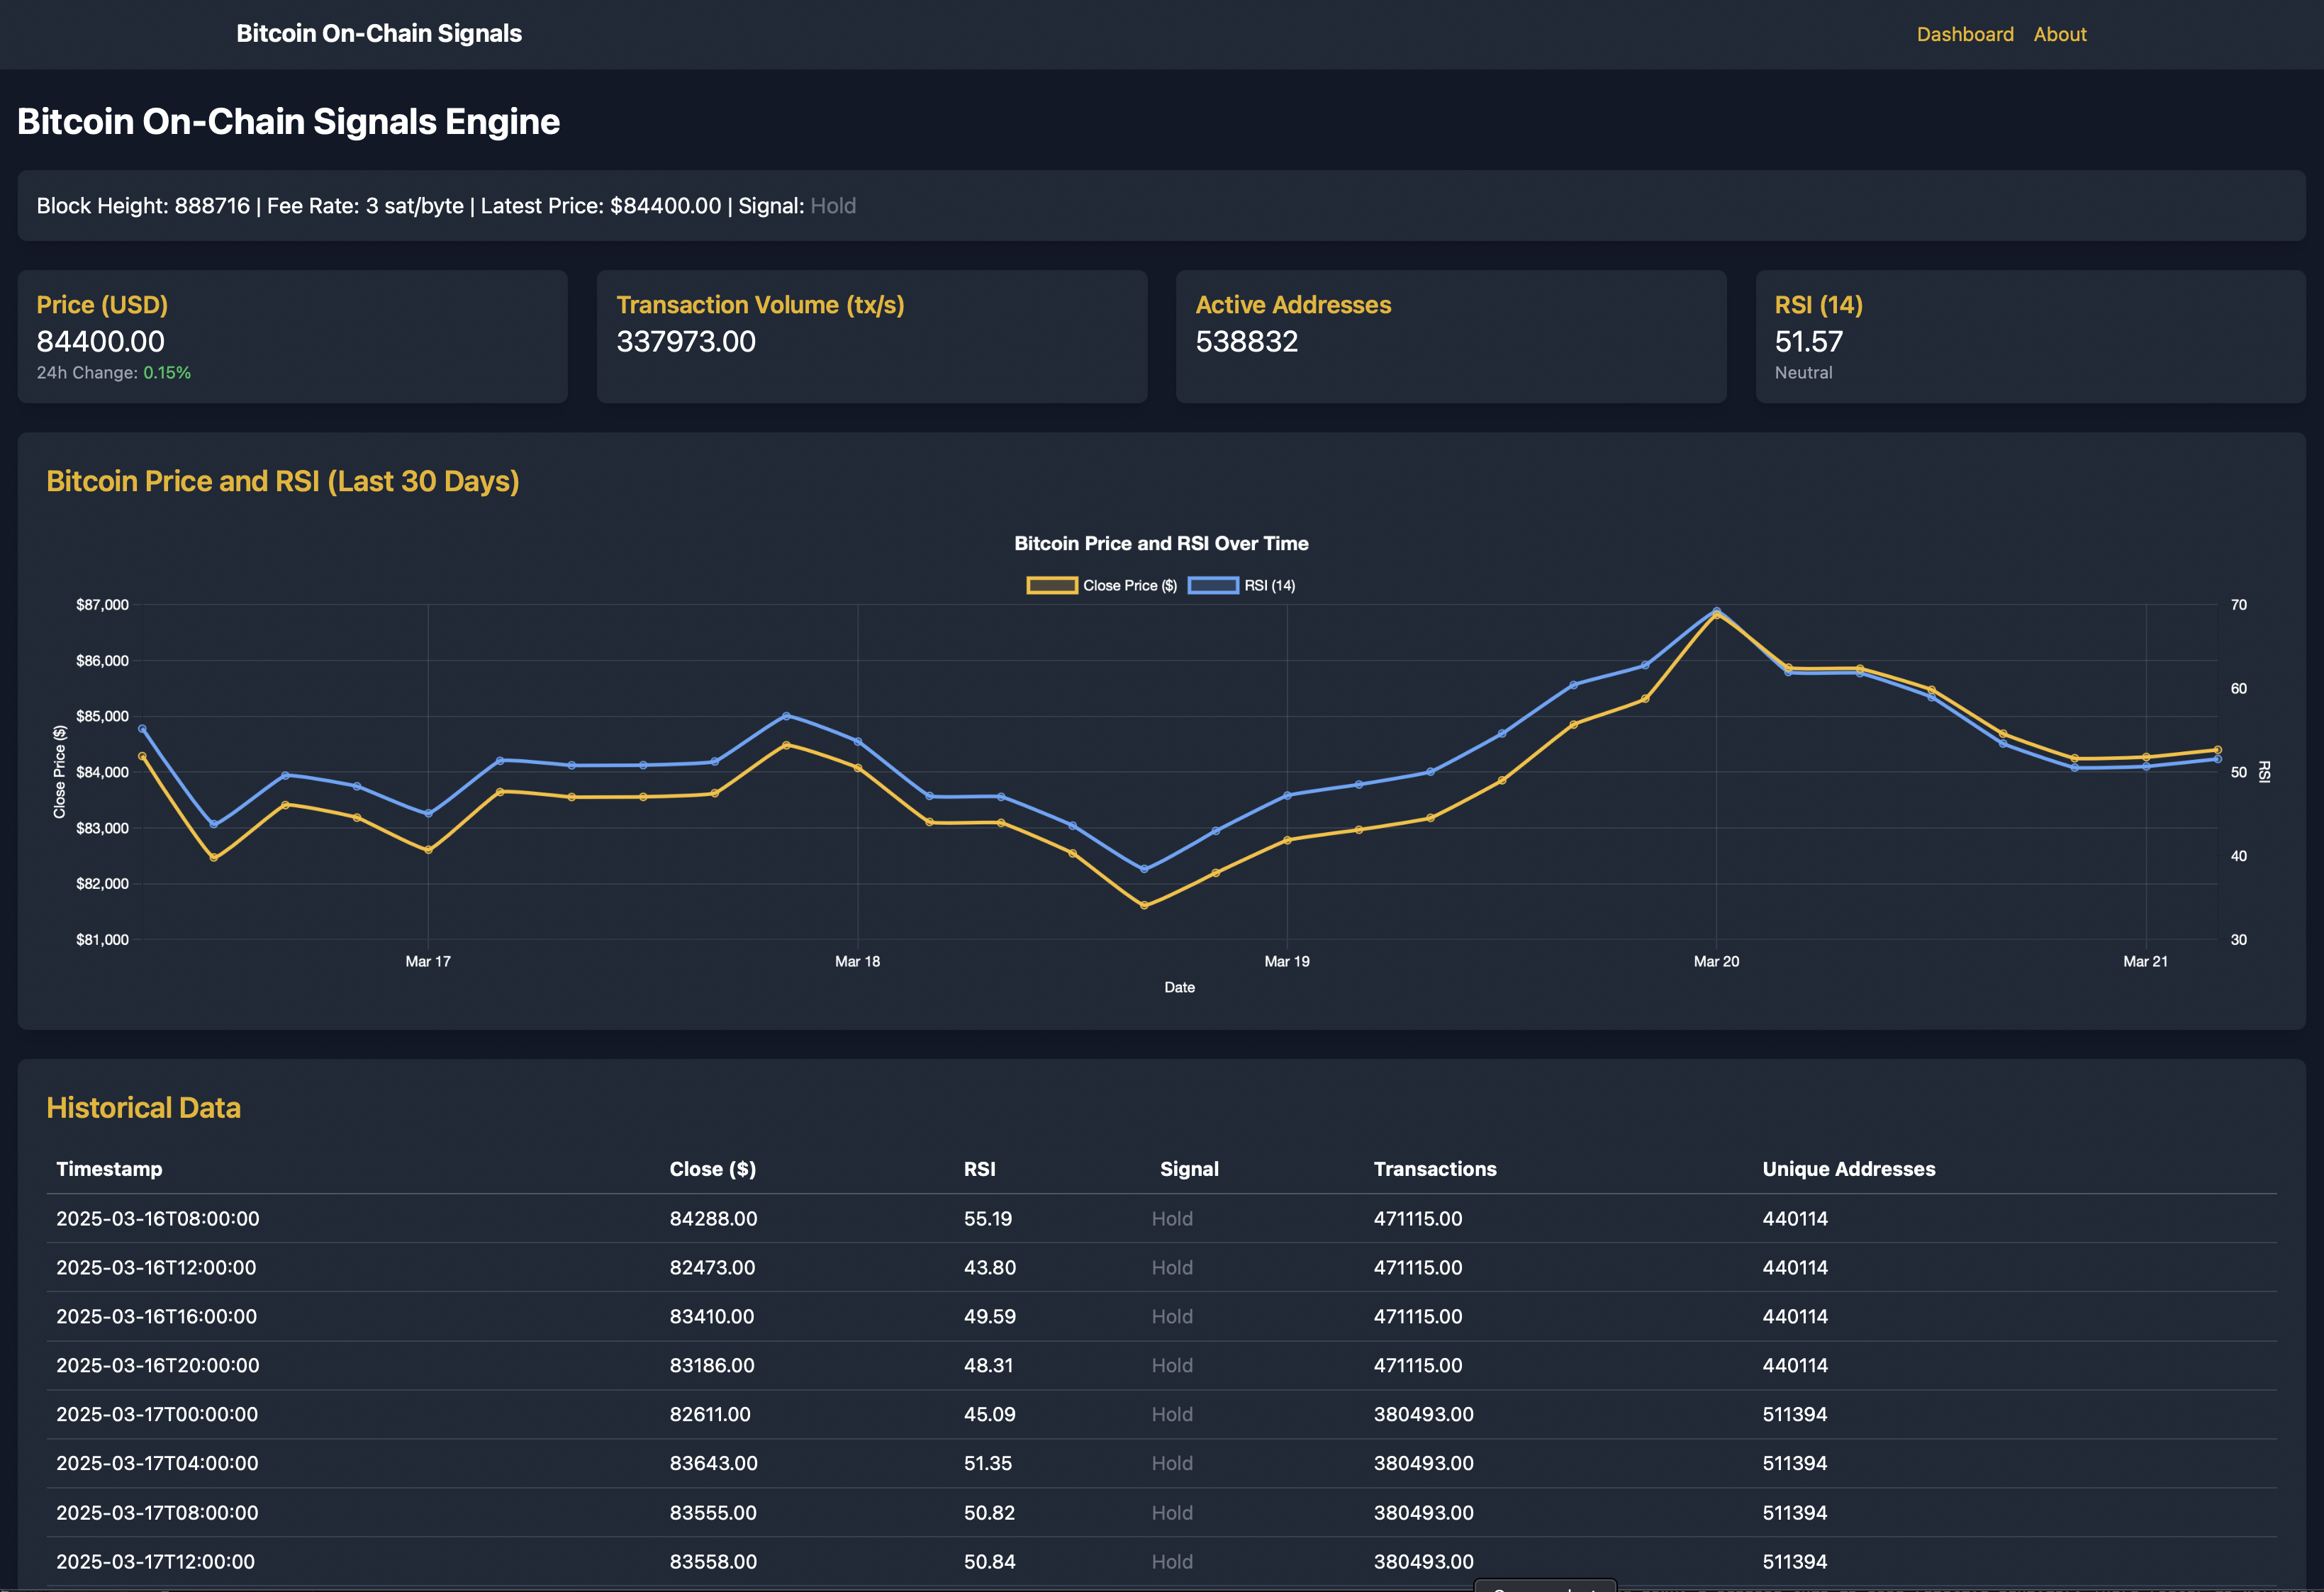 Bitcoin On-Chain Signals
Dashboard About
Bitcoin On-Chain Signals Engine
Block Height: 888716 | Fee Rate: 3 sat/byte | Latest Price: $84400.00 | Signal: Hold
Price (USD)
84400.00
24h Change: 0.15%
Transaction Volume (tx/s)
337973.00
Active Addresses
538832
RSI (14)
51.57
Neutral
Bitcoin Price and RSI (Last 30 Days)
Bitcoin Price and RSI Over Time
Close Price ($) RSI (14)
Close Price ($)
$87,000
$86,000
$85,000
$84,000
$83,000
$82,000
$81,000
70
60
50
40
30
RSI
Mar 17 Mar 18 Mar 19 Mar 20 Mar 21
Date
Historical Data
Timestamp Close ($) RSI Signal Transactions Unique Addresses
2025-03-16T08:00:00 84288.00 55.19 Hold 471115.00 440114
2025-03-16T12:00:00 82473.00 43.80 Hold 471115.00 440114
2025-03-16T16:00:00 83410.00 49.59 Hold 471115.00 440114
2025-03-16T20:00:00 83186.00 48.31 Hold 471115.00 440114
2025-03-17T00:00:00 82611.00 45.09 Hold 380493.00 511394
2025-03-17T04:00:00 83643.00 51.35 Hold 380493.00 511394
2025-03-17T08:00:00 83555.00 50.82 Hold 380493.00 511394
2025-03-17T12:00:00 83558.00 50.84 Hold 380493.00 511394